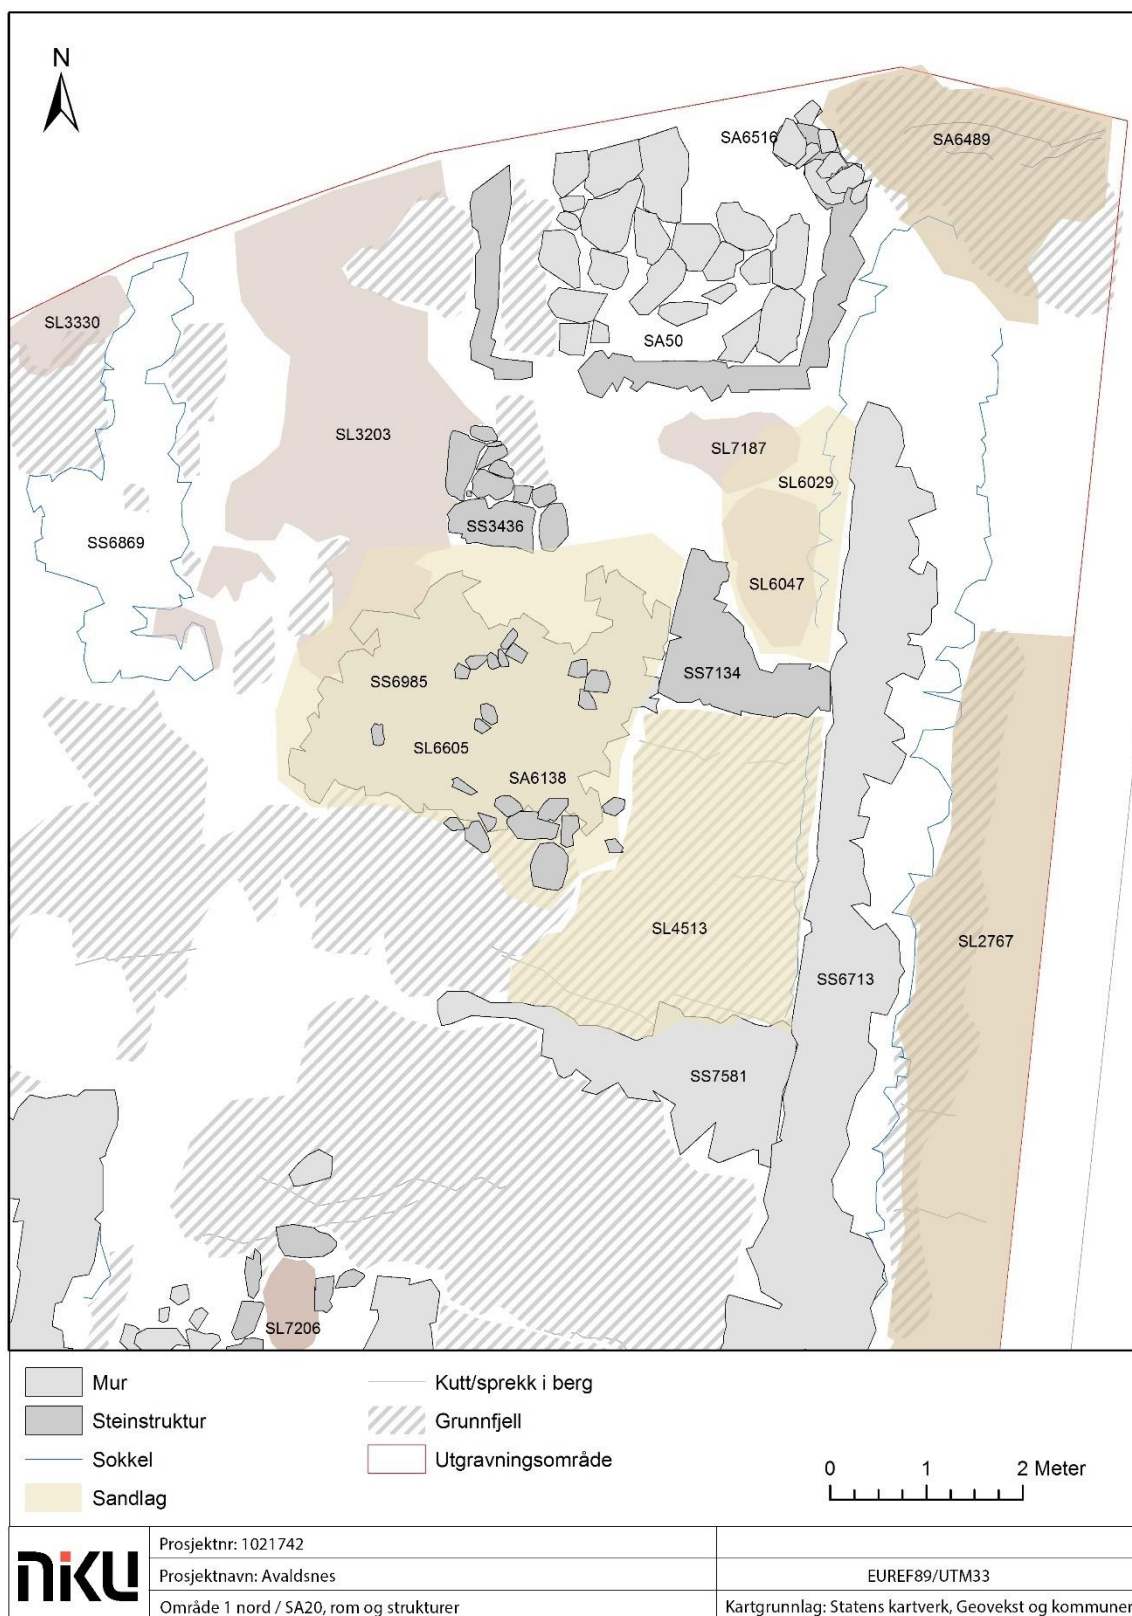 N
SA6516
SA6489
SL3330
SA50
SL3203
SL7187
SL6029
SS3436
SS6869
SL6047
SS7134
SS6985
SL6605
SA6138
SL4513
SL2767
SS6713
SS7581
SL7206
Mur
Steinstruktur
Sokkel
Sandlag
Kutt/sprekk i berg
Grunnfjell
Utgravningsområde
0 1 2 Meter
NIKU
Prosjektnr: 1021742
Prosjektnavn: Avaldsnes
EUREF89/UTM33
Område 1 nord / SA20, rom og strukturer
Kartgrunnlag: Statens kartverk, Geovekst og kommuner